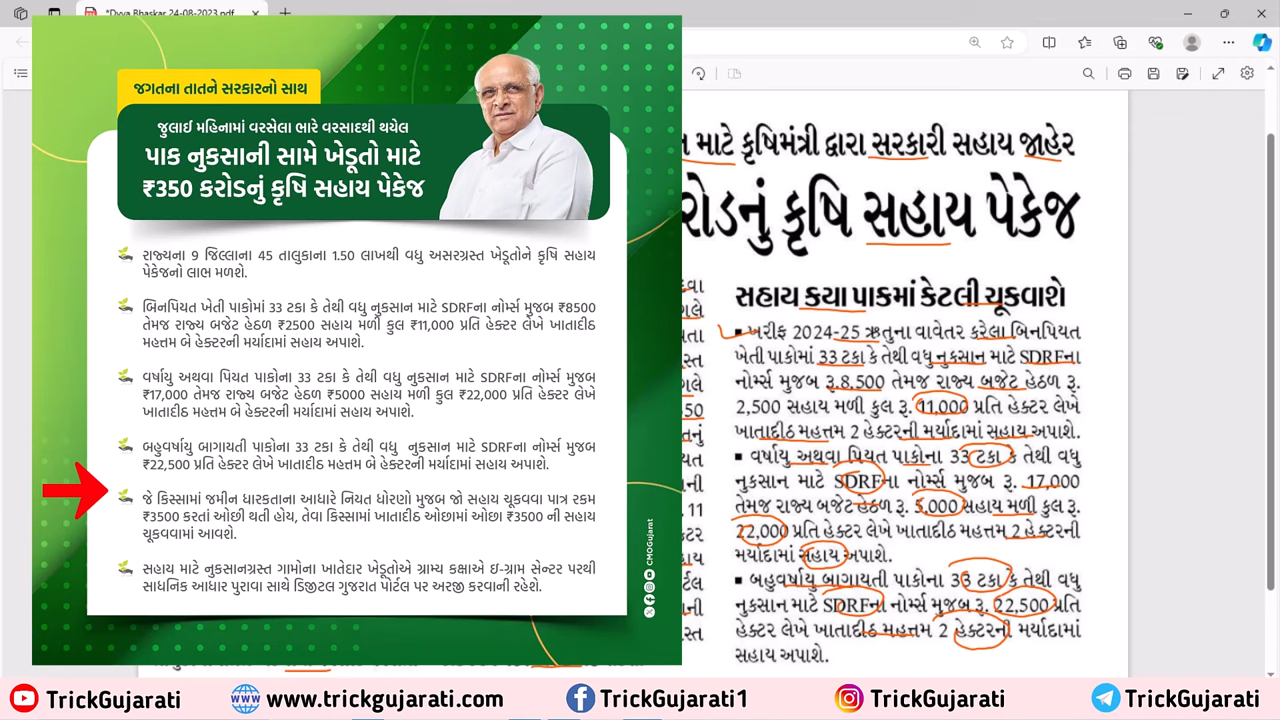 *Divya Bhaskar 24-08-2023.pdf
જગતના તાતને સરકારનો સાથ
જુલાઈ મહિનામાં વરસેલા ભારે વરસાદથી થયેલ
પાક નુકસાની સામે ખેડૂતો માટે
₹350 કરોડનું કૃષિ સહાય પેકેજ
રાજ્યના 9 જિલ્લાના 45 તાલુકાના 1.50 લાખથી વધુ અસરગ્રસ્ત ખેડૂતોને કૃષિ સહાય
પેકેજનો લાભ મળશે.
બિનપિયત ખેતી પાકોમાં 33 ટકા કે તેથી વધુ નુકસાન માટે SDRFના નોર્મ્સ મુજબ ₹8500
તેમજ રાજ્ય બજેટ હેઠળ ₹2500 સહાય મળી કુલ ₹11,000 પ્રતિ હેક્ટર લેખે ખાતાદીઠ
મહત્તમ બે હેક્ટરની મર્યાદામાં સહાય અપાશે.
વર્ષાયુ અથવા પિયત પાકોના 33 ટકા કે તેથી વધુ નુકસાન માટે SDRFના નોર્મ્સ મુજબ
₹17,000 તેમજ રાજ્ય બજેટ હેઠળ ₹5000 સહાય મળી કુલ ₹22,000 પ્રતિ હેક્ટર લેખે
ખાતાદીઠ મહત્તમ બે હેક્ટરની મર્યાદામાં સહાય અપાશે.
બહુવર્ષાયુ બાગાયતી પાકોના 33 ટકા કે તેથી વધુ નુકસાન માટે SDRFના નોર્મ્સ મુજબ
₹22,500 પ્રતિ હેક્ટર લેખે ખાતાદીઠ મહત્તમ બે હેક્ટરની મર્યાદામાં સહાય અપાશે.
જે કિસ્સામાં જમીન ધારકતાના આધારે નિયત ધોરણો મુજબ જો સહાય ચૂકવવા પાત્ર રકમ
₹3500 કરતાં ઓછી થતી હોય, તેવા કિસ્સામાં ખાતાદીઠ ઓછામાં ઓછા ₹3500 ની સહાય
ચૂકવવામાં આવશે.
સહાય માટે નુકસાનગ્રસ્ત ગામોના ખાતેદાર ખેડૂતોએ ગ્રામ્ય કક્ષાએ ઇ-ગ્રામ સેન્ટર પરથી
સાધનિક આધાર પુરાવા સાથે ડિજીટલ ગુજરાત પોર્ટલ પર અરજી કરવાની રહેશે.
CMOGujarat
માટે કૃષિમંત્રી દ્વારા સરકારી સહાય જાહેર
રોડનું કૃષિ સહાય પેકેજ
સહાય કયા પાકમાં કેટલી ચૂકવાશે
▪ ખરીફ 2024-25 ઋતુના વાવેતર કરેલા બિનપિયત
ખેતી પાકોમાં 33 ટકા કે તેથી વધુ નુકસાન માટે SDRFના
નોર્મ્સ મુજબ રૂ.8,500 તેમજ રાજ્ય બજેટ હેઠળ રૂ.
2,500 સહાય મળી કુલ રૂ. 11,000 પ્રતિ હેક્ટર લેખે
ખાતાદીઠ મહત્તમ 2 હેક્ટરની મર્યાદામાં સહાય અપાશે.
▪ વર્ષાયુ અથવા પિયત પાકોના 33 ટકા કે તેથી વધુ
નુકસાન માટે SDRFના નોર્મ્સ મુજબ રૂ. 17,000
તેમજ રાજ્ય બજેટ હેઠળ રૂ. 5,000 સહાય મળી કુલ રૂ.
22,000 પ્રતિ હેક્ટર લેખે ખાતાદીઠ મહત્તમ 2 હેક્ટરની
મર્યાદામાં સહાય અપાશે.
▪ બહુવર્ષાયુ બાગાયતી પાકોના 33 ટકા કે તેથી વધુ
નુકસાન માટે SDRFના નોર્મ્સ મુજબ રૂ. 22,500 પ્રતિ
હેક્ટર લેખે ખાતાદીઠ મહત્તમ 2 હેક્ટરની મર્યાદામાં
સહાય અપાશે.
TrickGujarati
www.trickgujarati.com
TrickGujarati1
TrickGujarati
TrickGujarati